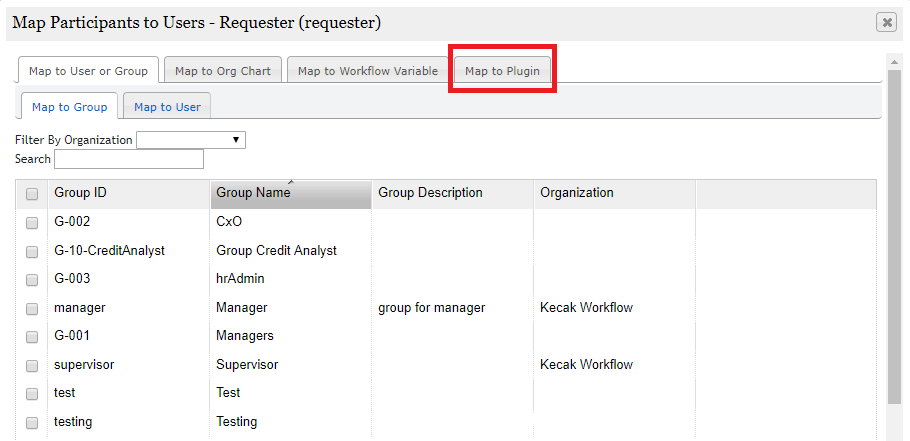 Map Participants to Users - Requester (requester)
Map to User or Group Map to Org Chart Map to Workflow Variable Map to Plugin
Map to Group Map to User
Filter By Organization
Search
Group ID Group Name Group Description Organization
G-002 CxO
G-10-CreditAnalyst Group Credit Analyst
G-003 hrAdmin
manager Manager group for manager Kecak Workflow
G-001 Managers
supervisor Supervisor Kecak Workflow
test Test
testing Testing